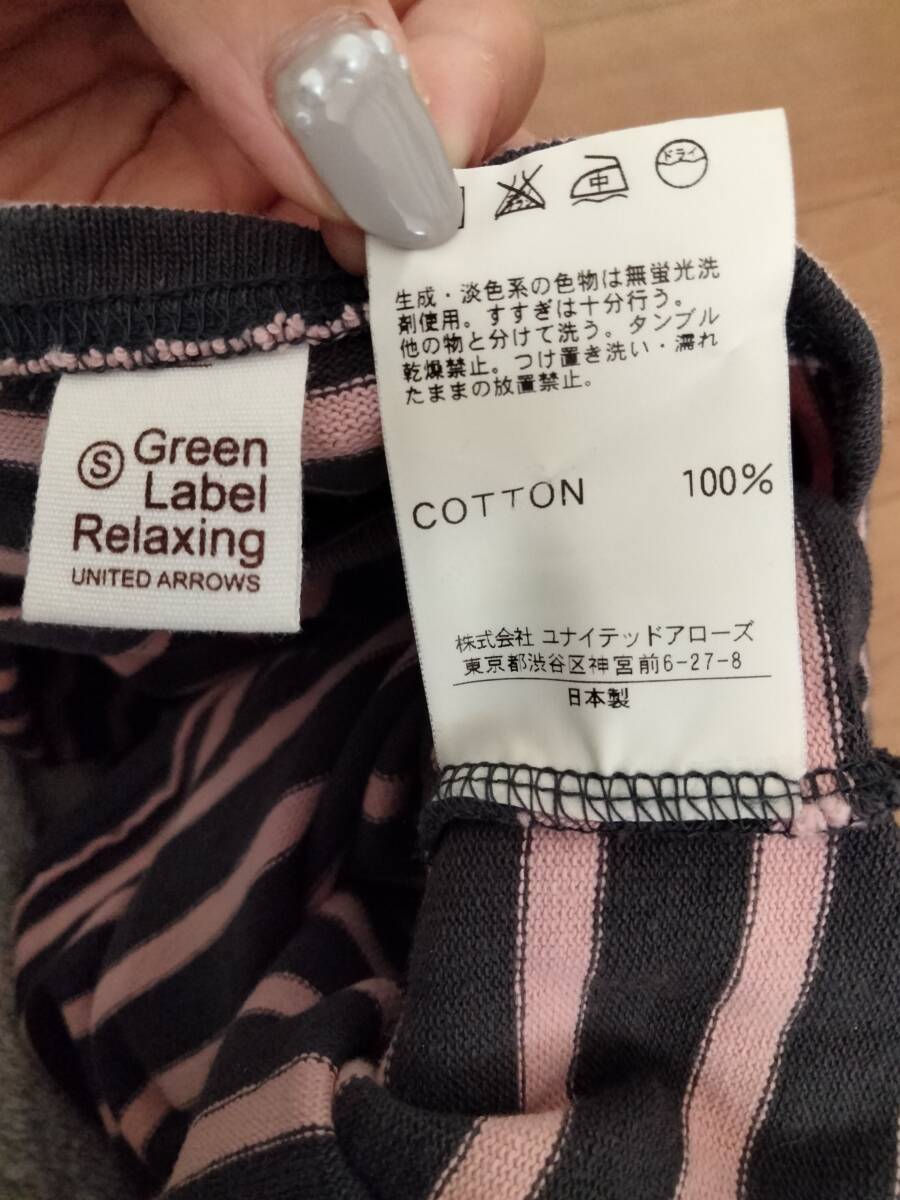 Ⓢ Green
Label
Relaxing
UNITED ARROWS
中
ドライ
生成・淡色系の色物は無蛍光洗
剤使用。すすぎは十分行う。
他の物と分けて洗う。タンブル
乾燥禁止。つけ置き洗い・濡れ
たままの放置禁止。
COTTON 100%
株式会社 ユナイテッドアローズ
東京都渋谷区神宮前6-27-8
日本製